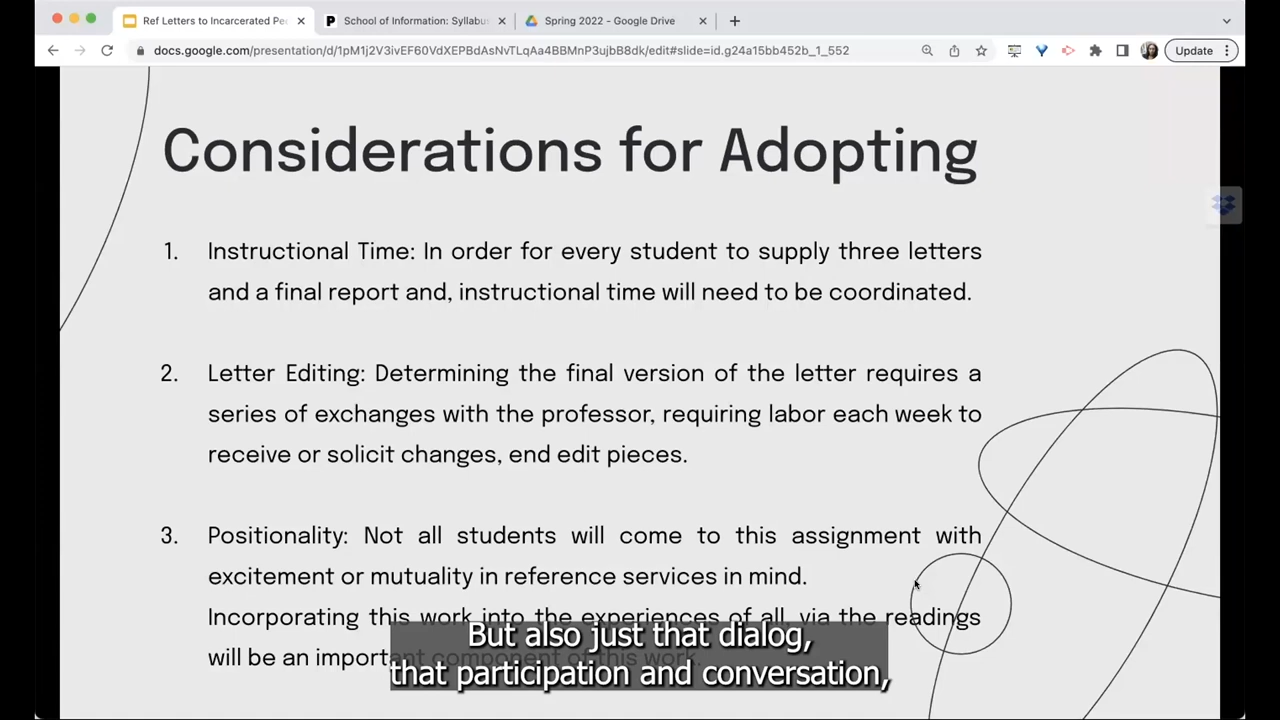 Ref Letters to Incarcerated Pe
School of Information: Syllabu
Spring 2022 - Google Drive
docs.google.com/presentation/d/1pM1j2V3ivEF60VdXEPBdAsNvTLqAa4BBMnP3ujbB8dk/edit#slide=id.g24a15bb452b_1_552
Update
Considerations for Adopting
1. Instructional Time: In order for every student to supply three letters
and a final report and, instructional time will need to be coordinated.
2. Letter Editing: Determining the final version of the letter requires a
series of exchanges with the professor, requiring labor each week to
receive or solicit changes, end edit pieces.
3. Positionality: Not all students will come to this assignment with
excitement or mutuality in reference services in mind.
Incorporating this work into the experiences of all, via the readings
will be an important component of this work.
But also just that dialog,
that participation and conversation,